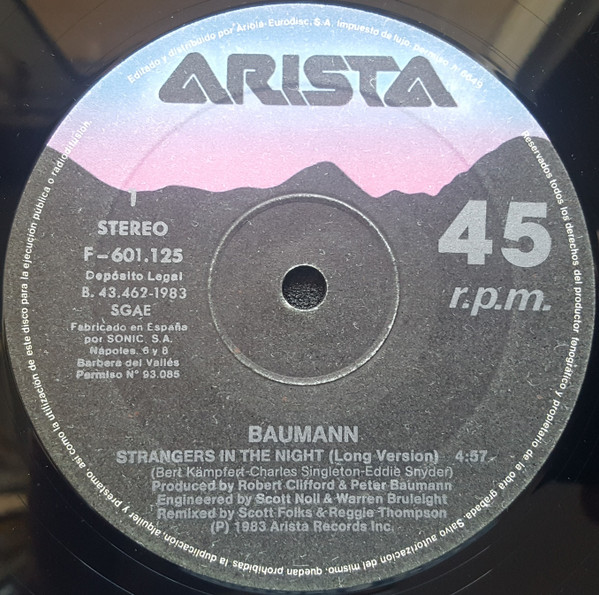 Editado y distribuido por Ariola-Eurodisc, S.A. Impuesto de lujo, permiso, nº 6649
ARISTA
Reservados todos los derechos del productor fonográfico y propietario de la obra grabada. Salvo autorización del mismo, quedan prohibidas la duplicación, alquiler y préstamo, así como la utilización de este disco para la ejecución pública o radiodifusión.
1
STEREO
F-601.125
Depósito Legal
B. 43.462-1983
SGAE
Fabricado en España
por SONIC, S.A.
Nápoles, 6 y 8
Barbera del Vallés
Permiso Nº 93.085
45
r.p.m.
BAUMANN
STRANGERS IN THE NIGHT (Long Version) 4:57
(Bert Kämpfert-Charles Singleton-Eddie Snyder)
Produced by Robert Clifford & Peter Baumann
Engineered by Scott Noll & Warren Bruleight
Remixed by Scott Folks & Reggie Thompson
(P) 1983 Arista Records Inc.